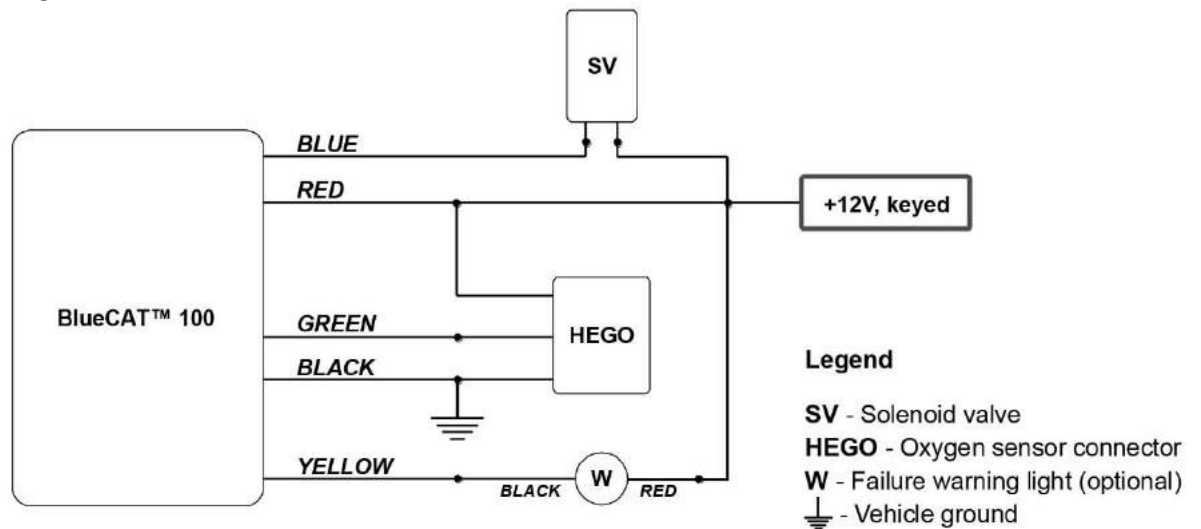 SV
BLUE
RED
+12V, keyed
BlueCAT™ 100
GREEN
HEGO
BLACK
Legend
SV - Solenoid valve
HEGO - Oxygen sensor connector
YELLOW
BLACK
W
RED
W - Failure warning light (optional)
- Vehicle ground